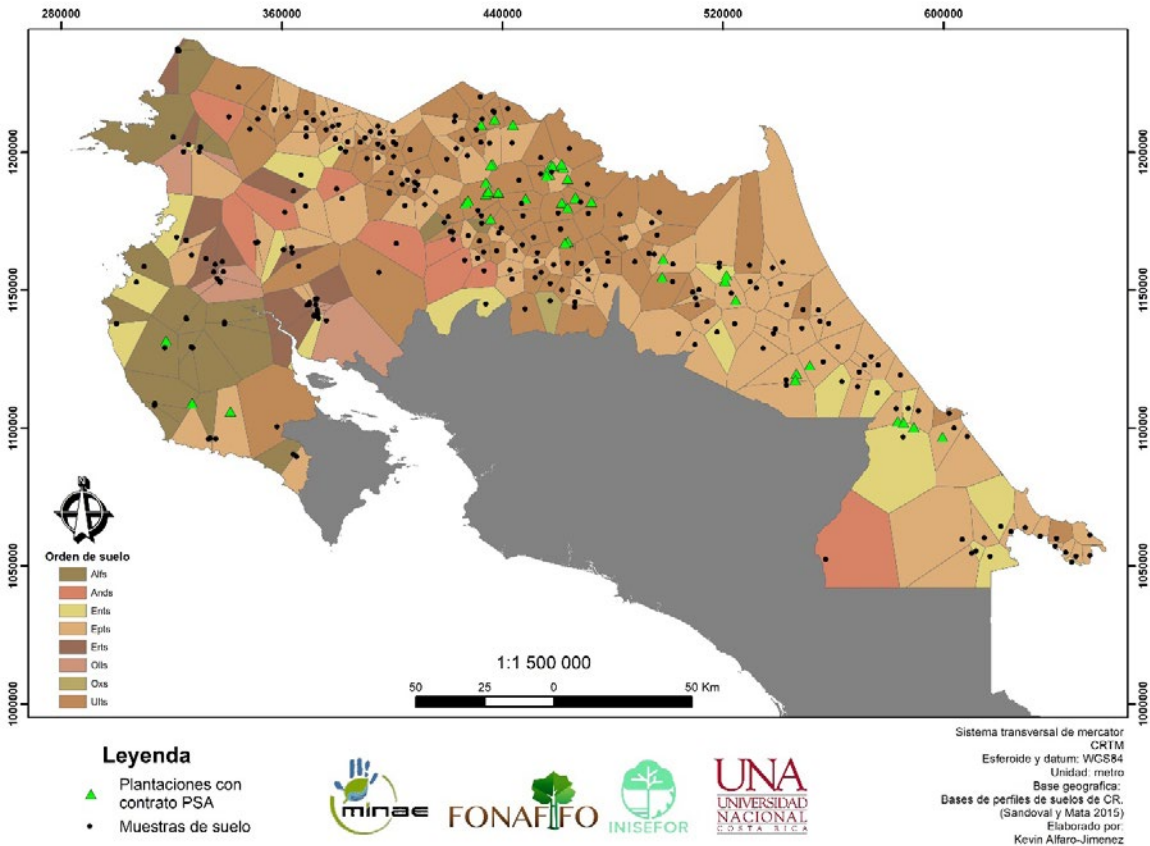 280000 360000 440000 520000 600000
1200000 1200000
1150000 1150000
1100000 1100000
1050000 1050000
1000000 1000000
N
Orden de suelo
Alfs
Ands
Ents
Epts
Erts
Olls
Oxs
Ults
1:1 500 000
50 25 0 50 Km
Leyenda
Plantaciones con
contrato PSA
Muestras de suelo
minae
FONAFIFO
INISEFOR
UNA
UNIVERSIDAD
NACIONAL
COSTA RICA
Sistema transversal de mercator
CRTM
Esferoide y datum: WGS84
Unidad: metro
Base geografica:
Bases de perfiles de suelos de CR.
(Sandoval y Mata 2015)
Elaborado por:
Kevin Alfaro-Jimenez